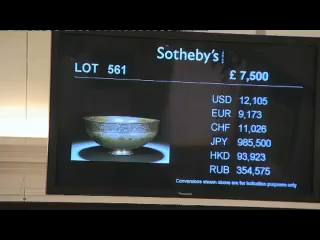 Sotheby's
LOT 561
£ 7,500
USD 12,105
EUR 9,173
CHF 11,026
JPY 985,500
HKD 93,923
RUB 354,575
Conversions shown above are for indicative purposes only